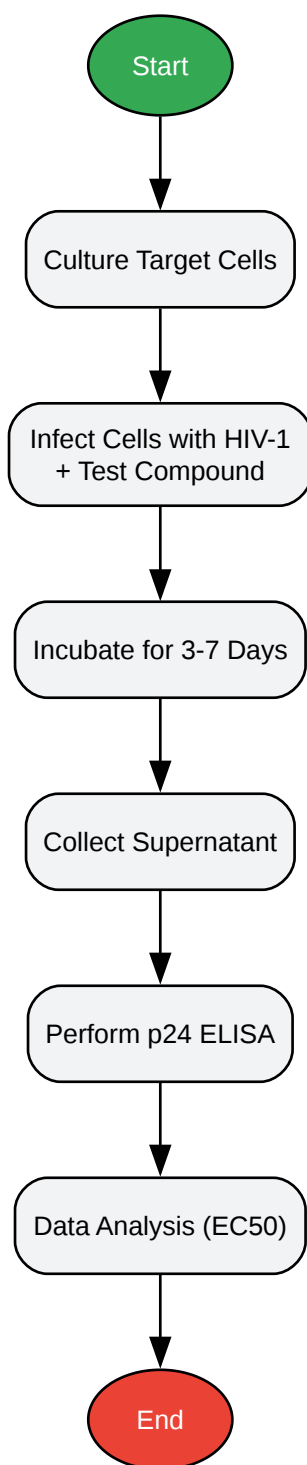 Start
Culture Target Cells
Infect Cells with HIV-1
+ Test Compound
Incubate for 3-7 Days
Collect Supernatant
Perform p24 ELISA
Data Analysis (EC50)
End